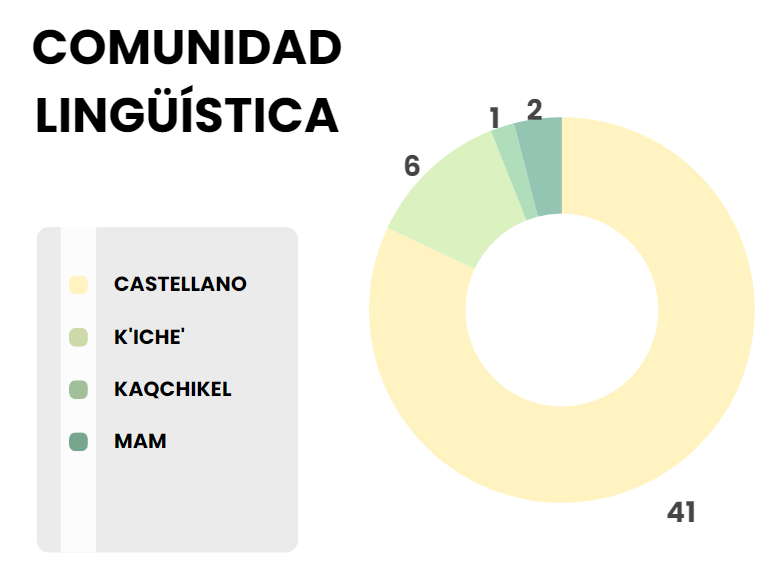 COMUNIDAD
LINGÜÍSTICA
CASTELLANO
K'ICHE'
KAQCHIKEL
MAM
6
1
2
41